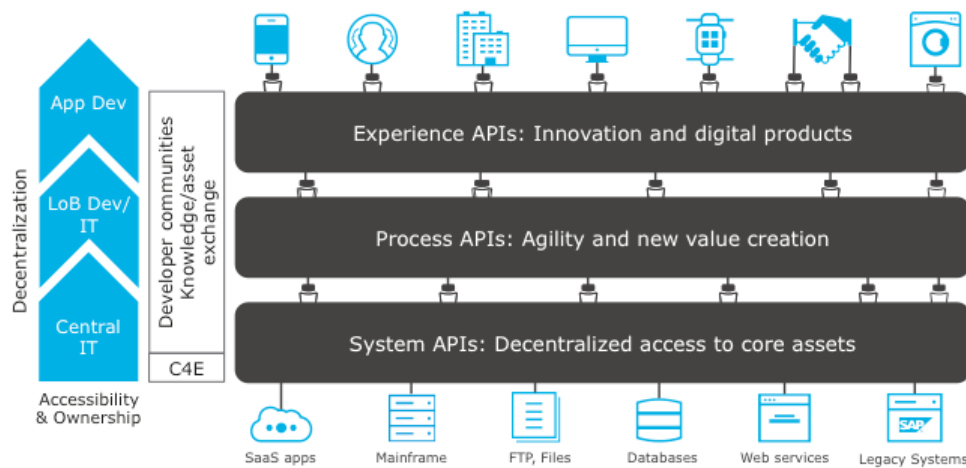 App Dev
LoB Dev/
IT
Central
IT
Decentralization
Accessibility
& Ownership
Developer communities
Knowledge/asset
exchange
C4E
Experience APIs: Innovation and digital products
Process APIs: Agility and new value creation
System APIs: Decentralized access to core assets
SaaS apps
Mainframe
FTP, Files
Databases
Web services
SAP
Legacy Systems